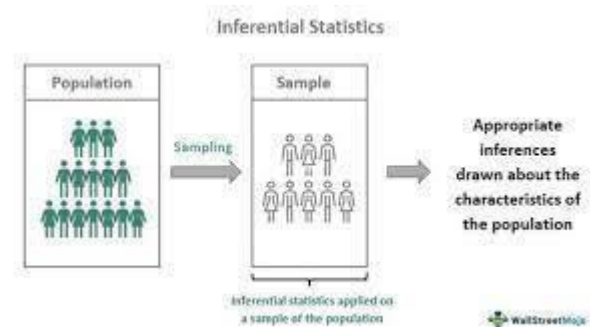 Inferential Statistics
Population
Sample
Sampling
Appropriate
inferences
drawn about the
characteristics of
the population
Inferential statistics applied on
a sample of the population
WallStreetMojo